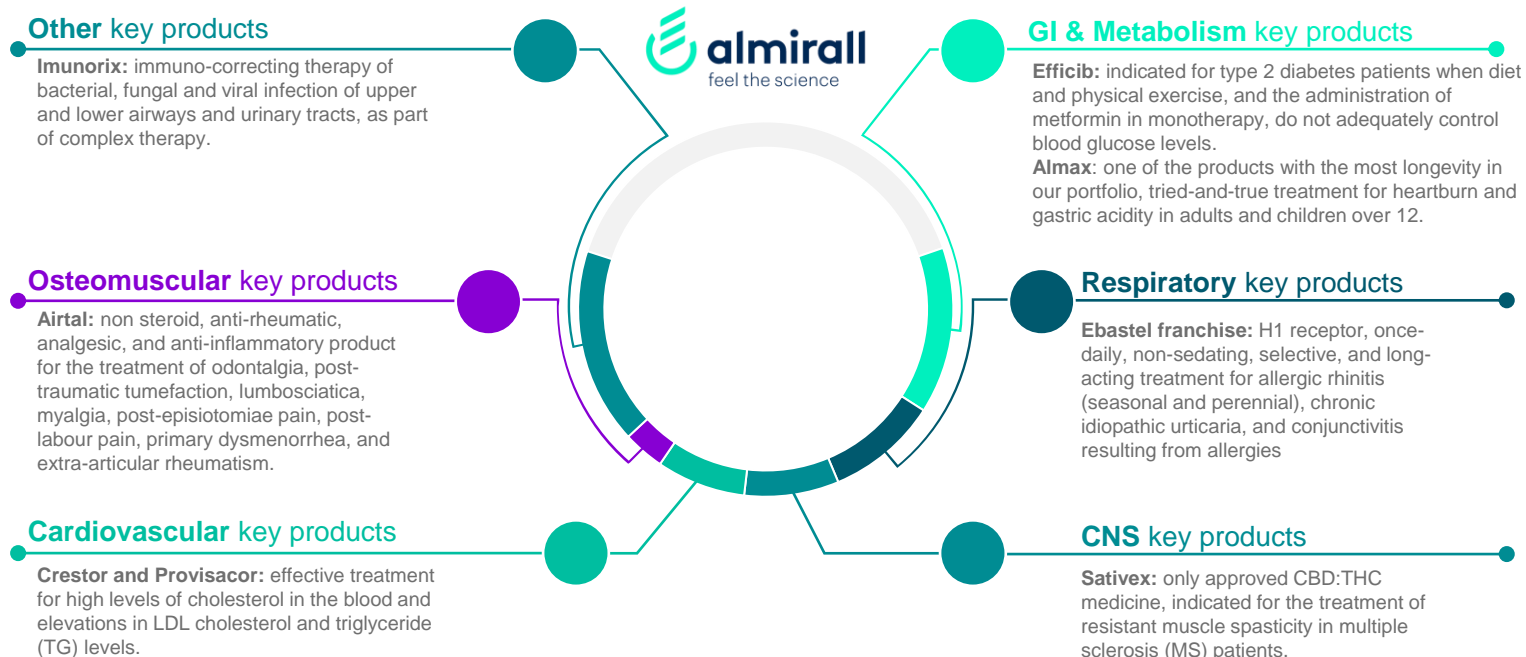 almirall
feel the science
Other key products
Imunorix: immuno-correcting therapy of
bacterial, fungal and viral infection of upper
and lower airways and urinary tracts, as part
of complex therapy.
GI & Metabolism key products
Efficib: indicated for type 2 diabetes patients when diet
and physical exercise, and the administration of
metformin in monotherapy, do not adequately control
blood glucose levels.
Almax: one of the products with the most longevity in
our portfolio, tried-and-true treatment for heartburn and
gastric acidity in adults and children over 12.
Osteomuscular key products
Airtal: non steroid, anti-rheumatic,
analgesic, and anti-inflammatory product
for the treatment of odontalgia, post-
traumatic tumefaction, lumbosciatica,
myalgia, post-episiotomiae pain, post-
labour pain, primary dysmenorrhea, and
extra-articular rheumatism.
Respiratory key products
Ebastel franchise: H1 receptor, once-
daily, non-sedating, selective, and long-
acting treatment for allergic rhinitis
(seasonal and perennial), chronic
idiopathic urticaria, and conjunctivitis
resulting from allergies
Cardiovascular key products
Crestor and Provisacor: effective treatment
for high levels of cholesterol in the blood and
elevations in LDL cholesterol and triglyceride
(TG) levels.
CNS key products
Sativex: only approved CBD:THC
medicine, indicated for the treatment of
resistant muscle spasticity in multiple
sclerosis (MS) patients.